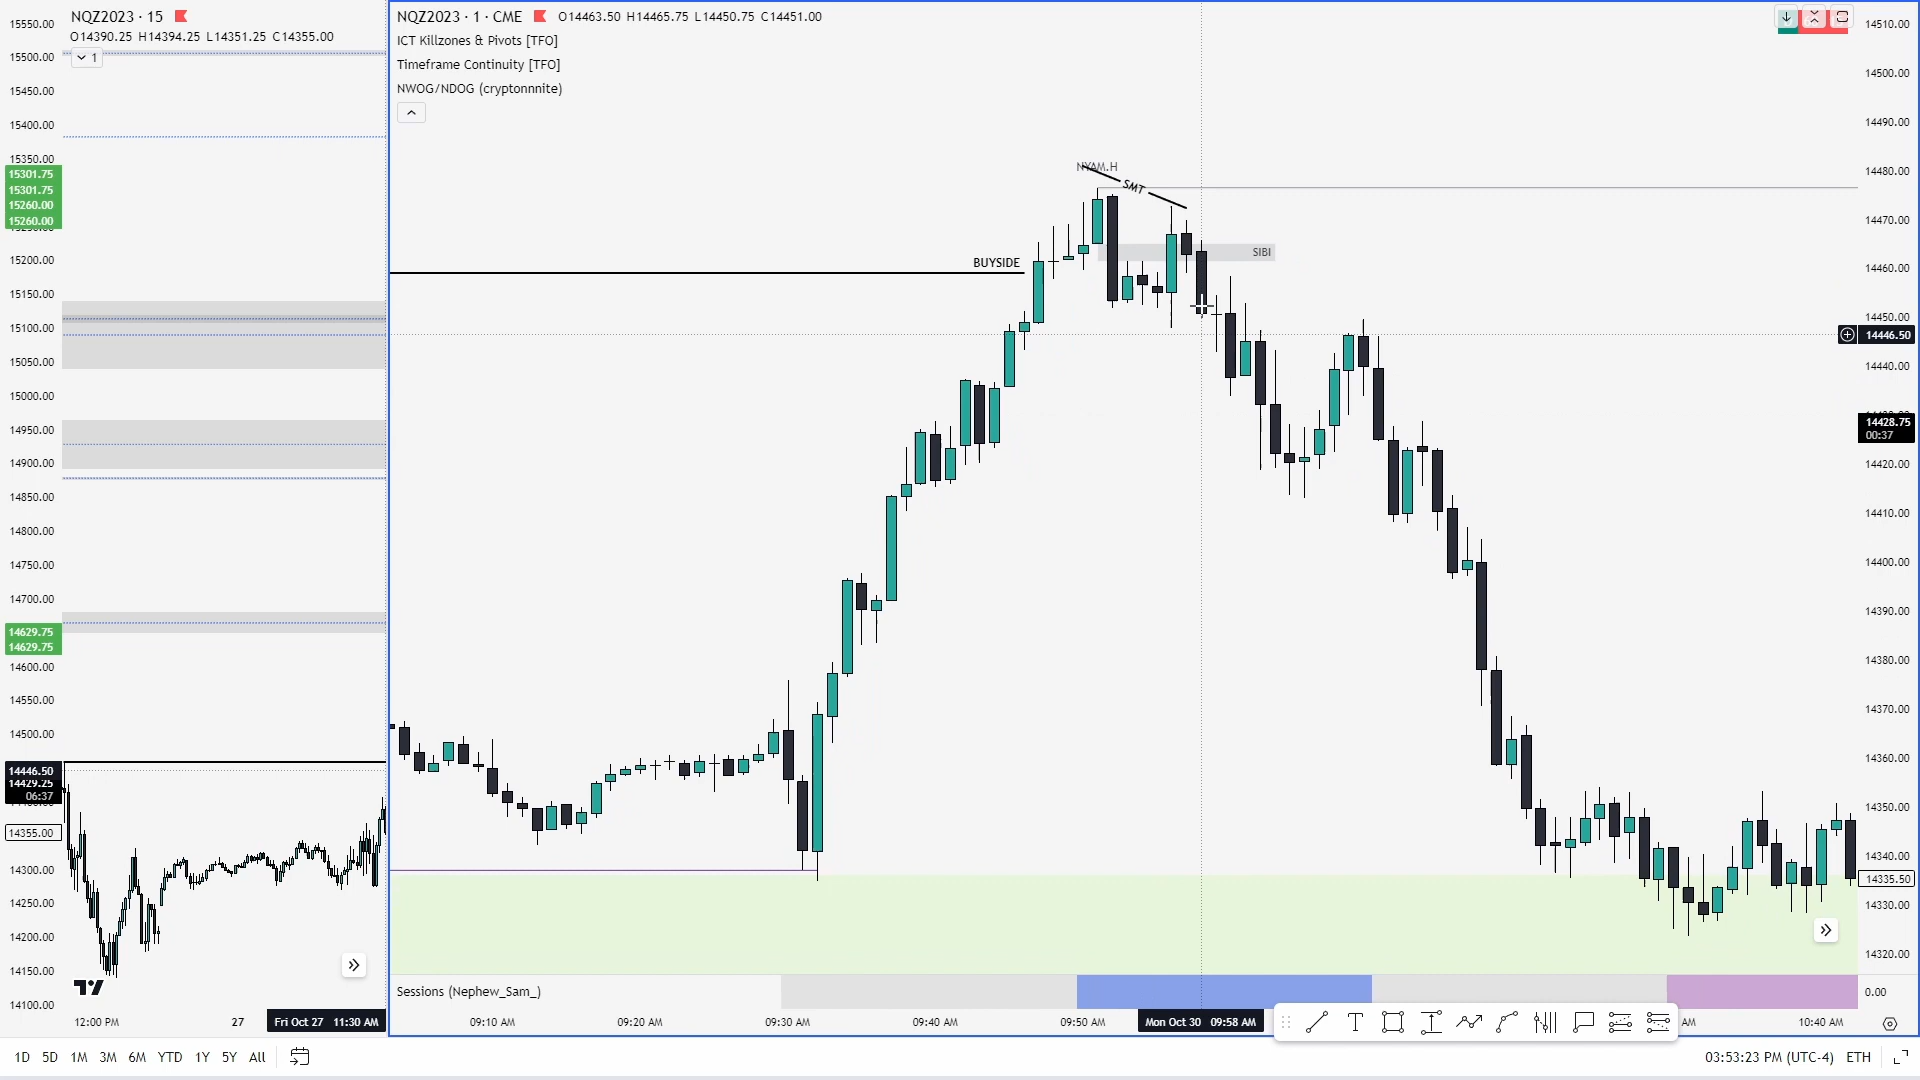 NQZ2023 · 15
O14390.25 H14394.25 L14351.25 C14355.00
1
15550.00
15500.00
15450.00
15400.00
15350.00
15301.75
15301.75
15260.00
15260.00
15200.00
15150.00
15100.00
15050.00
15000.00
14950.00
14900.00
14850.00
14800.00
14750.00
14700.00
14629.75
14629.75
14600.00
14550.00
14500.00
14446.50
14429.25
06:37
14355.00
14300.00
14250.00
14200.00
14150.00
14100.00
12:00 PM
27
Fri Oct 27 11:30 AM
NQZ2023 · 1 · CME
O14463.50 H14465.75 L14450.75 C14451.00
ICT Killzones & Pivots [TFO]
Timeframe Continuity [TFO]
NWOG/NDOG (cryptonnnite)
NYAM.H
SMT
SIBI
BUYSIDE
14510.00
14500.00
14490.00
14480.00
14470.00
14460.00
14450.00
14446.50
14440.00
14428.75
00:37
14420.00
14410.00
14400.00
14390.00
14380.00
14370.00
14360.00
14350.00
14340.00
14335.50
14330.00
14320.00
Sessions (Nephew_Sam_)
0.00
09:10 AM
09:20 AM
09:30 AM
09:40 AM
09:50 AM
Mon Oct 30 09:58 AM
AM
10:40 AM
1D 5D 1M 3M 6M YTD 1Y 5Y All
03:53:23 PM (UTC-4) ETH